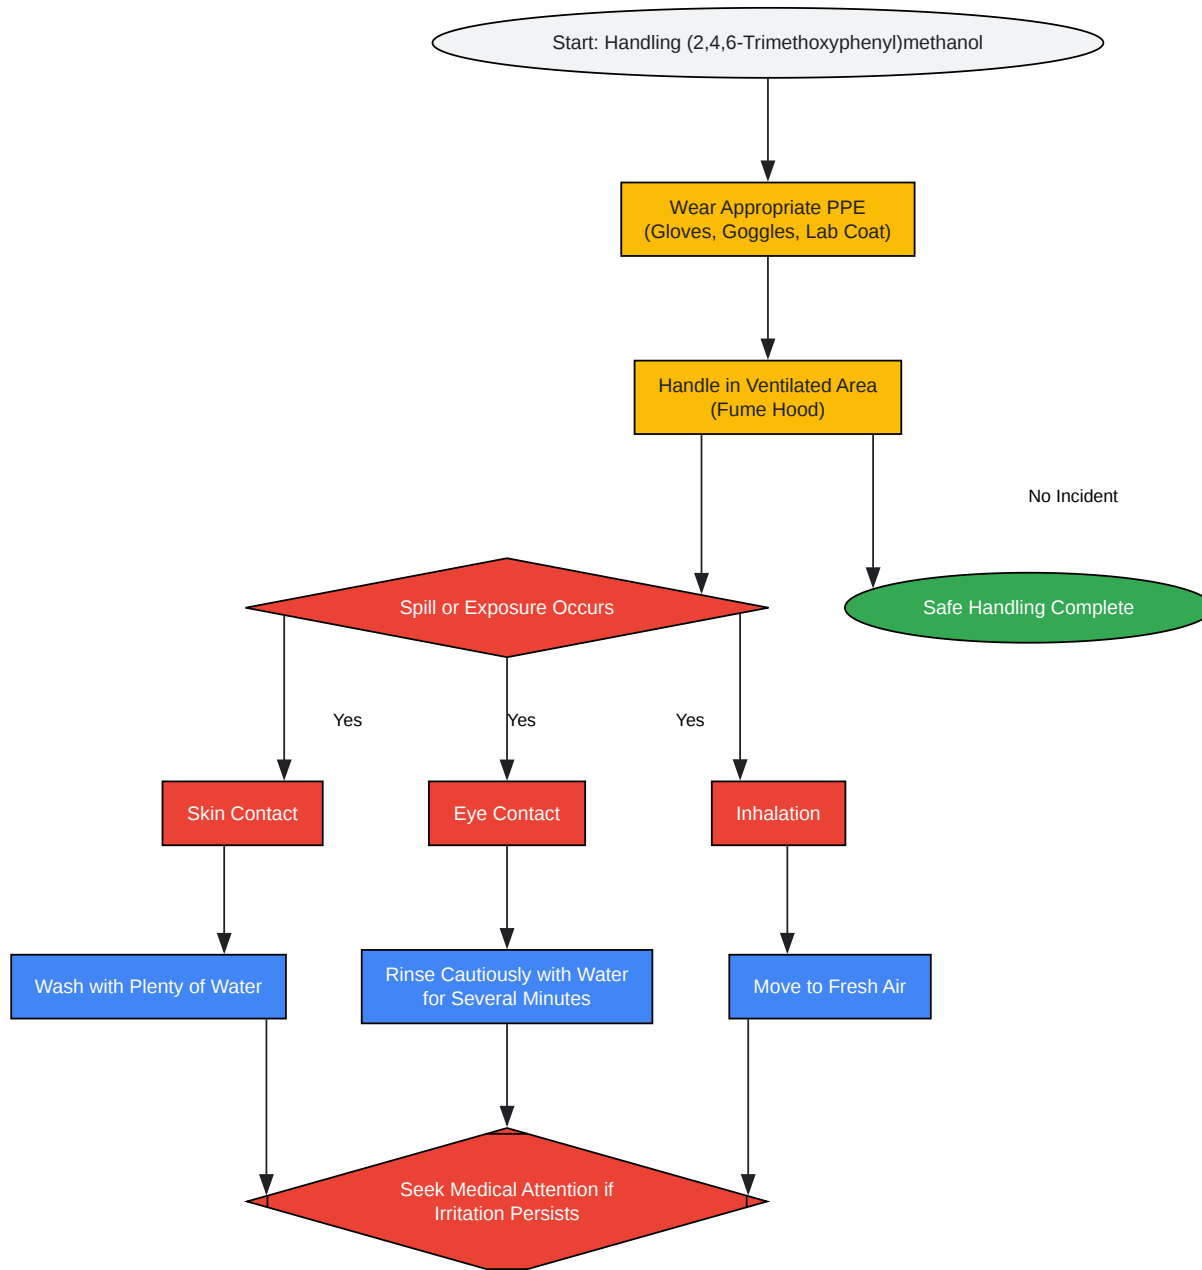 Start: Handling (2,4,6-Trimethoxyphenyl)methanol
Wear Appropriate PPE
(Gloves, Goggles, Lab Coat)
Handle in Ventilated Area
(Fume Hood)
No Incident
Spill or Exposure Occurs
Safe Handling Complete
Yes
Yes
Yes
Skin Contact
Eye Contact
Inhalation
Wash with Plenty of Water
Rinse Cautiously with Water
for Several Minutes
Move to Fresh Air
Seek Medical Attention if
Irritation Persists